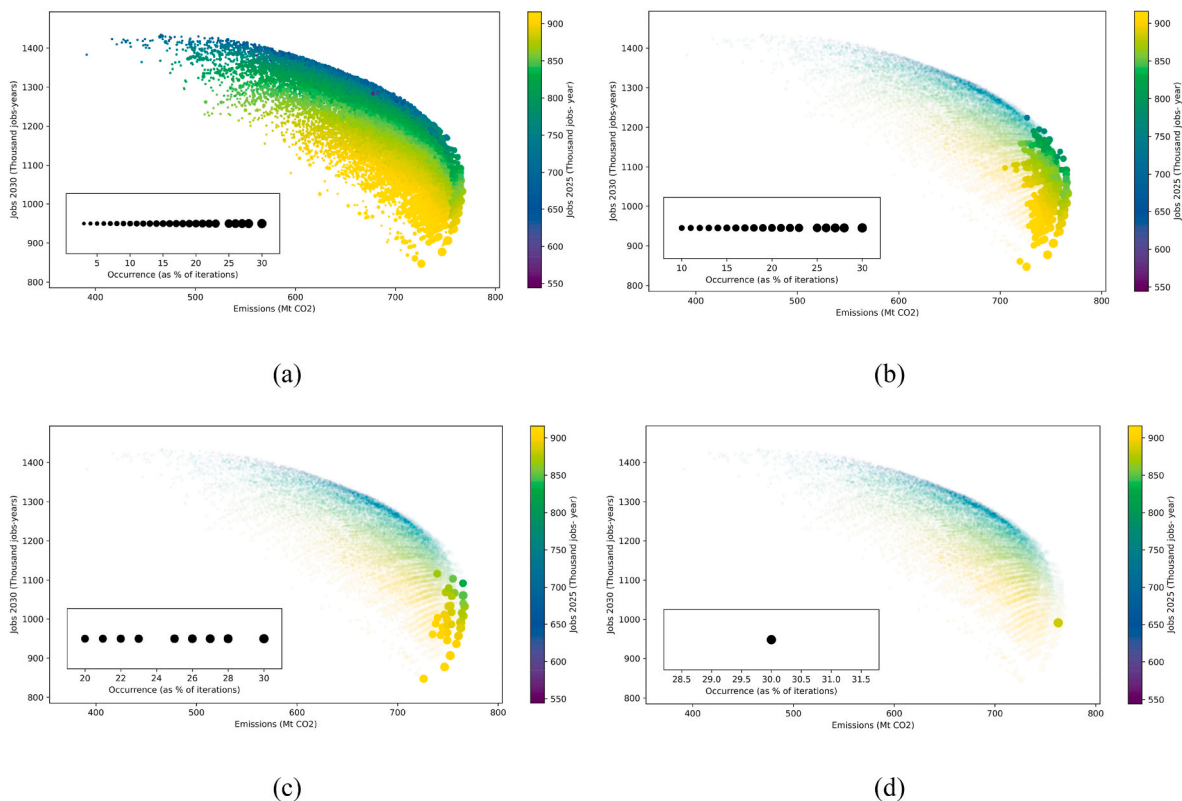 1400
1300
1200
1100
1000
900
800
Jobs 2030 (Thousand jobs-years)
5 10 15 20 25 30
Occurrence (as % of iterations)
400 500 600 700 800
Emissions (Mt CO2)
900
850
800
750
700
650
600
550
Jobs 2025 (Thousand jobs- year)
(a)
1400
1300
1200
1100
1000
900
800
Jobs 2030 (Thousand jobs-years)
10 15 20 25 30
Occurrence (as % of iterations)
400 500 600 700 800
Emissions (Mt CO2)
900
850
800
750
700
650
600
550
Jobs 2025 (Thousand jobs- year)
(b)
1400
1300
1200
1100
1000
900
800
Jobs 2030 (Thousand jobs-years)
20 22 24 26 28 30
Occurrence (as % of iterations)
400 500 600 700 800
Emissions (Mt CO2)
900
850
800
750
700
650
600
550
Jobs 2025 (Thousand jobs- year)
(c)
1400
1300
1200
1100
1000
900
800
Jobs 2030 (Thousand jobs-years)
28.5 29.0 29.5 30.0 30.5 31.0 31.5
Occurrence (as % of iterations)
400 500 600 700 800
Emissions (Mt CO2)
900
850
800
750
700
650
600
550
Jobs 2025 (Thousand jobs- year)
(d)